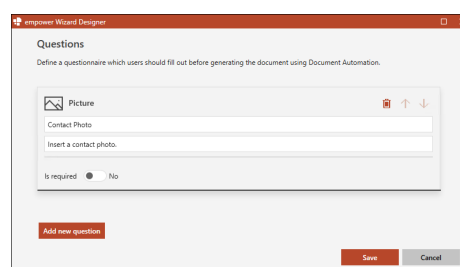 empower Wizard Designer
Questions
Define a questionnaire which users should fill out before generating the document using Document Automation.
Picture
Contact Photo
Insert a contact photo.
Is required No
Add new question
Save Cancel